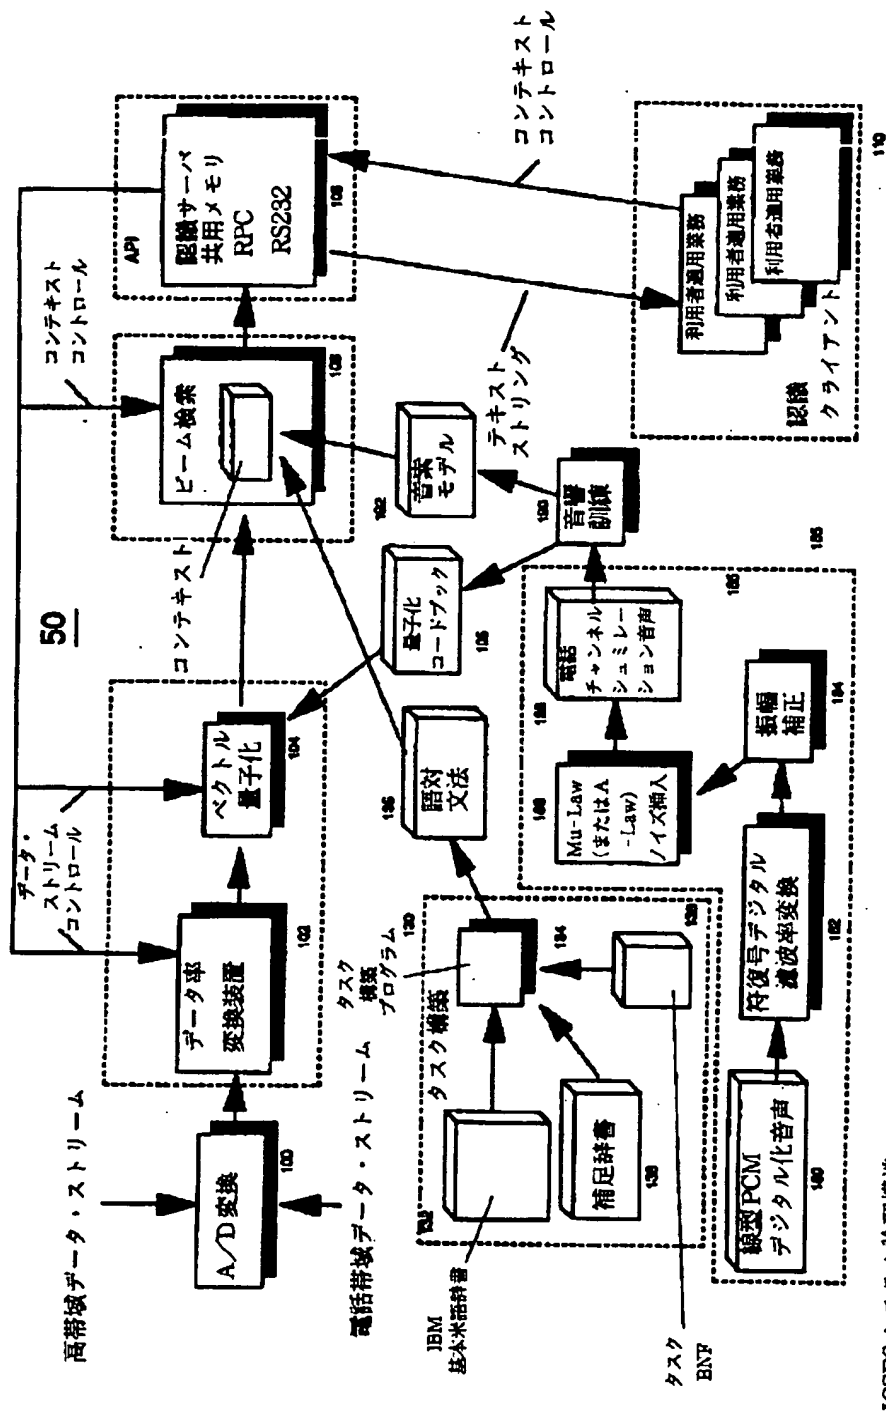 50
高帯域データ・ストリーム
電話帯域データ・ストリーム
A/D変換
100
データ率
変換装置
102
データ・
ストリーム
コントロール
ベクトル
量子化
104
コンテキスト
コンテキスト
コントロール
ビーム検索
API
認識サーバ
共用メモリ
RPC
RS232
コンテキスト
コントロール
テキスト
ストリング
利用者適用業務
利用者適用業務
利用者適用業務
認識
クライアント
110
音素
モデル
192
量子化
コードブック
音響
訓練
190
語対
文法
タスク
構築
プログラム
130
タスク構築
132
134
IBM
基本米語辞書
補足辞書
タスク
BNF
線型PCM
デジタル化音声
180
符復号デジタル
濾波率変換
182
振幅
補正
184
Mu-Law
(またはA
-Law)
ノイズ挿入
電話
チャンネル
シュミレー
ション音声